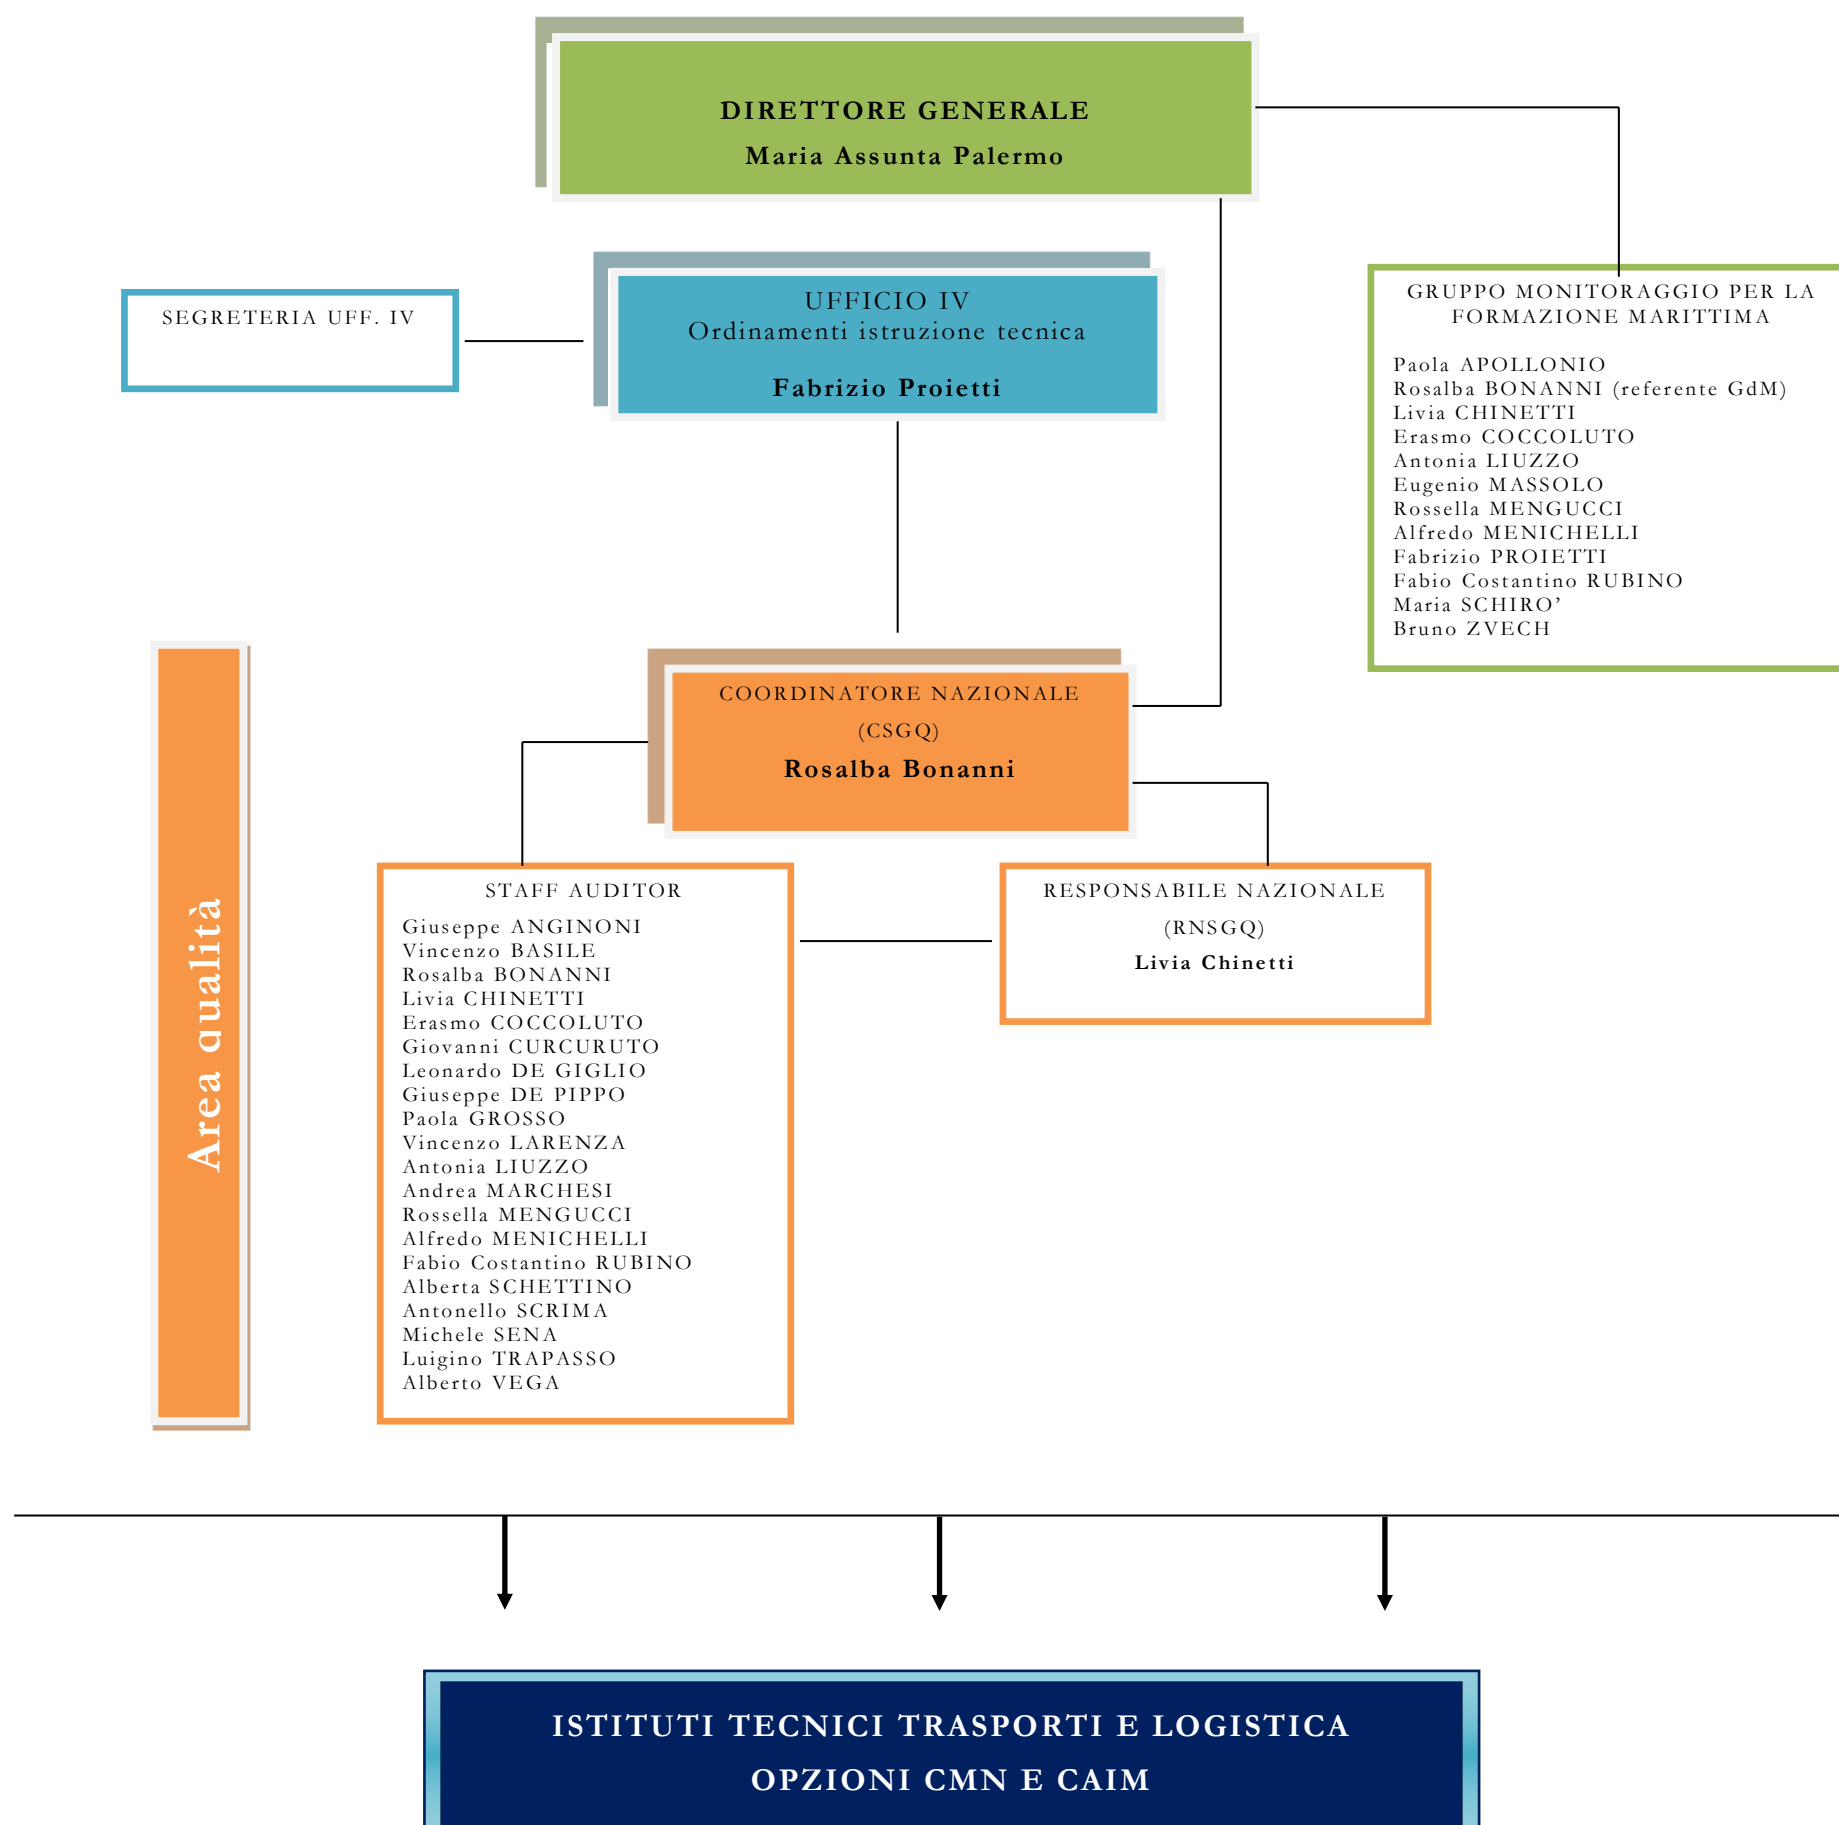 DIRETTORE GENERALE
Maria Assunta Palermo
SEGRETERIA UFF. IV
UFFICIO IV
Ordinamenti istruzione tecnica
Fabrizio Proietti
GRUPPO MONITORAGGIO PER LA
FORMAZIONE MARITTIMA
Paola APOLLONIO
Rosalba BONANNI (referente GdM)
Livia CHINETTI
Erasmo COCCOLUTO
Antonia LIUZZO
Eugenio MASSOLO
Rossella MENGUCCI
Alfredo MENICHELLI
Fabrizio PROIETTI
Fabio Costantino RUBINO
Maria SCHIRO’
Bruno ZVECH
Area qualità
COORDINATORE NAZIONALE
(CSGQ)
Rosalba Bonanni
STAFF AUDITOR
Giuseppe ANGINONI
Vincenzo BASILE
Rosalba BONANNI
Livia CHINETTI
Erasmo COCCOLUTO
Giovanni CURCURUTO
Leonardo DE GIGLIO
Giuseppe DE PIPPO
Paola GROSSO
Vincenzo LARENZA
Antonia LIUZZO
Andrea MARCHESI
Rossella MENGUCCI
Alfredo MENICHELLI
Fabio Costantino RUBINO
Alberta SCHETTINO
Antonello SCRIMA
Michele SENA
Luigino TRAPASSO
Alberto VEGA
RESPONSABILE NAZIONALE
(RNSGQ)
Livia Chinetti
ISTITUTI TECNICI TRASPORTI E LOGISTICA
OPZIONI CMN E CAIM